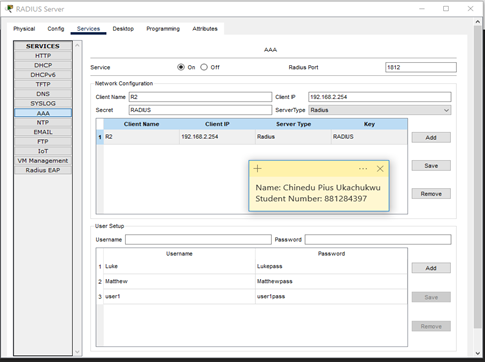 RADIUS Server
Physical Config Services Desktop Programming Attributes
SERVICES
HTTP
DHCP
DHCPv6
TFTP
DNS
SYSLOG
AAA
NTP
EMAIL
FTP
IoT
VM Management
Radius EAP
AAA
Service On Off Radius Port 1812
Network Configuration
Client Name R2 Client IP 192.168.2.254
Secret RADIUS ServerType Radius
Client Name Client IP Server Type Key
1 R2 192.168.2.254 Radius RADIUS
Add
Save
Remove
Name: Chinedu Pius Ukachukwu
Student Number: 881284397
User Setup
Username Password
Username Password
1 Luke Lukepass
2 Matthew Matthewpass
3 user1 user1pass
Add
Save
Remove